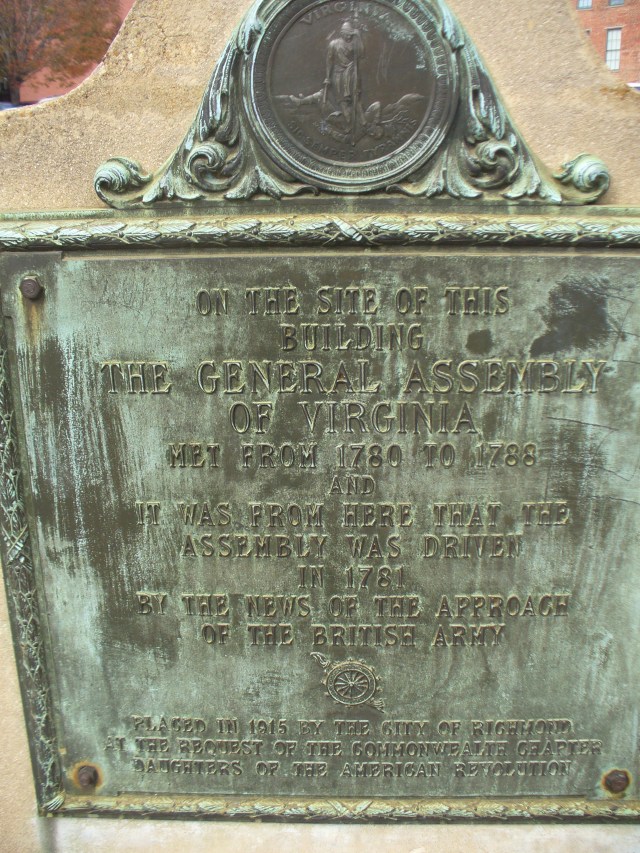 VIRGINIA
ON THE SITE OF THIS
BUILDING
THE GENERAL ASSEMBLY
OF VIRGINIA
MET FROM 1780 TO 1788
AND
IT WAS FROM HERE THAT THE
ASSEMBLY WAS DRIVEN
IN 1781
BY THE NEWS OF THE APPROACH
OF THE BRITISH ARMY
PLACED IN 1915 BY THE CITY OF RICHMOND
AT THE REQUEST OF THE COMMONWEALTH CHAPTER
DAUGHTERS OF THE AMERICAN REVOLUTION